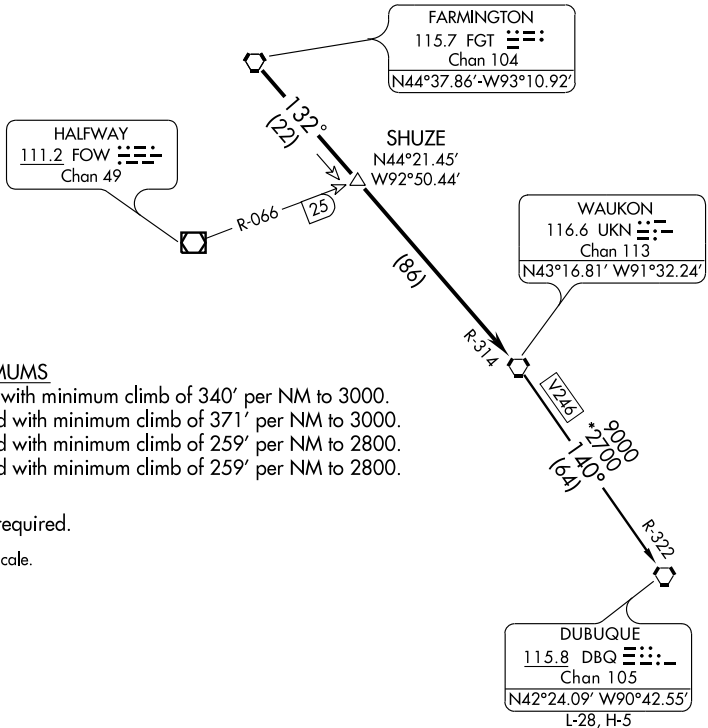 FARMINGTON
115.7 FGT
Chan 104
N44°37.86'-W93°10.92'
132°
(22)
HALFWAY
111.2 FOW
Chan 49
SHUZE
N44°21.45'
W92°50.44'
R-066
25
WAUKON
116.6 UKN
Chan 113
N43°16.81' W91°32.24'
(86)
R-314
V246
9000
*2700
140°
(64)
with minimum climb of 340' per NM to 3000.
with minimum climb of 371' per NM to 3000.
with minimum climb of 259' per NM to 2800.
with minimum climb of 259' per NM to 2800.
R-322
DUBUQUE
115.8 DBQ
Chan 105
N42°24.09' W90°42.55'
L-28, H-5